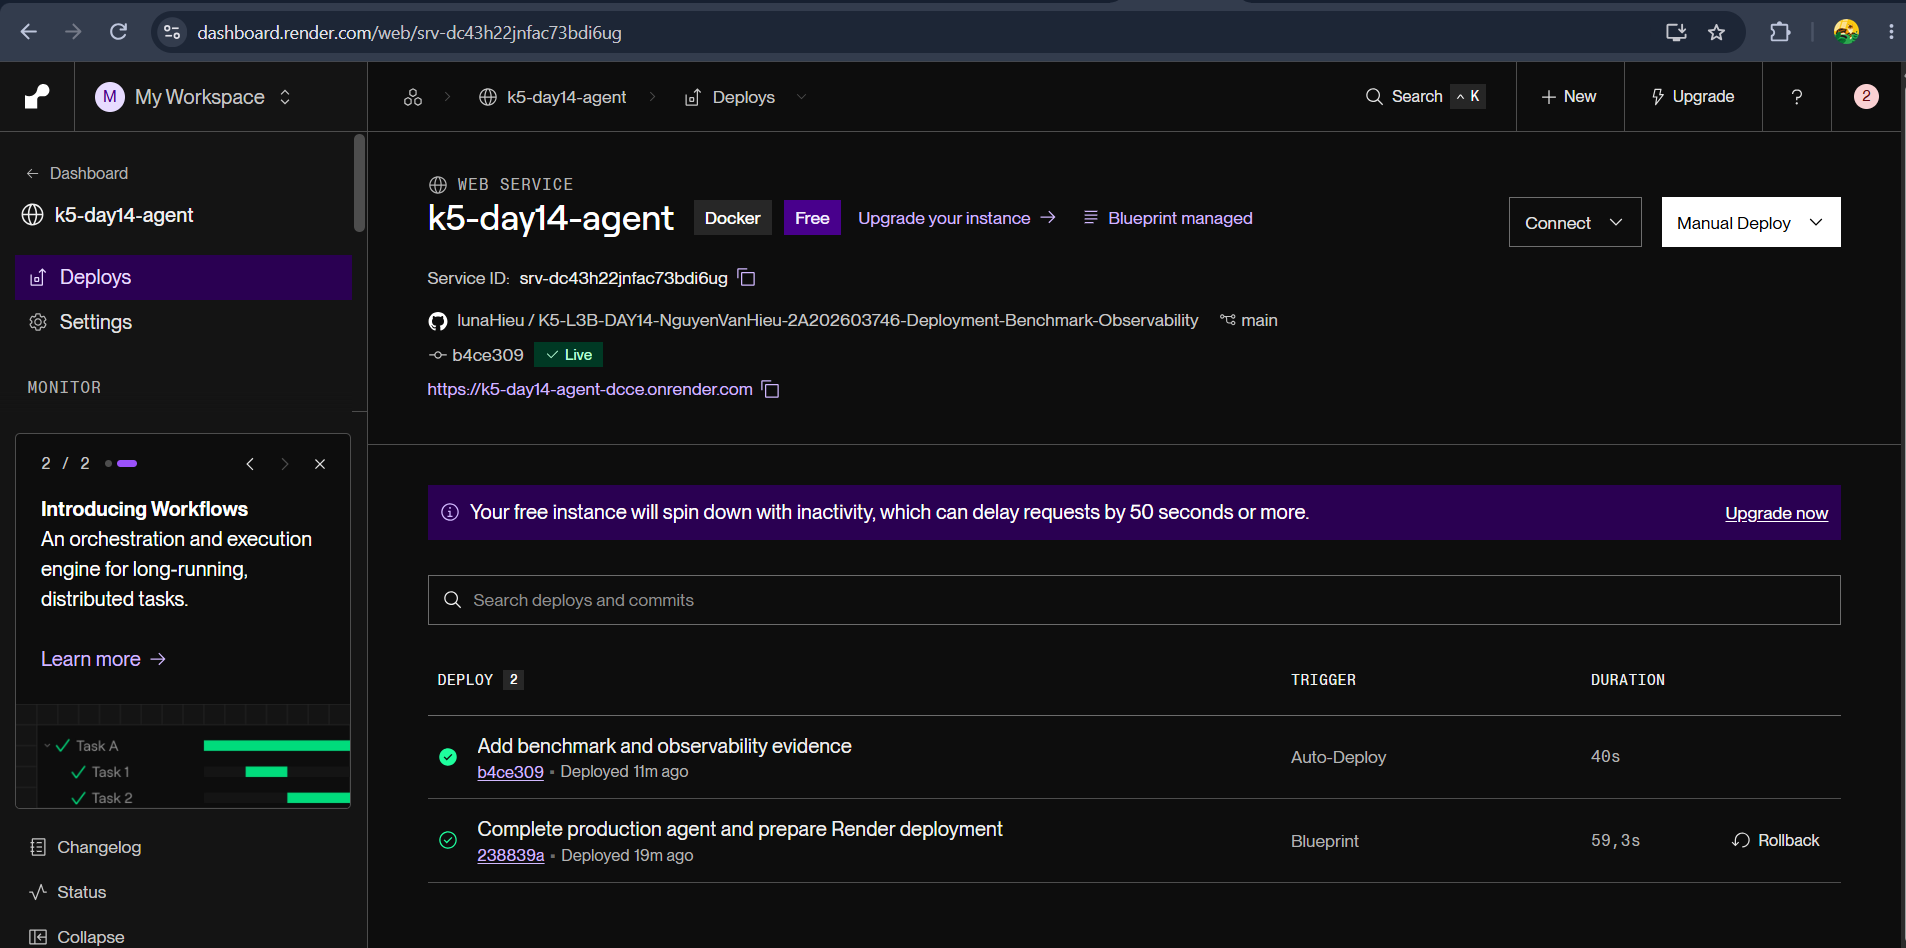 dashboard.render.com/web/srv-dc43h22jnfac73bdi6ug
M My Workspace
k5-day14-agent
Deploys
Search ^ K
+ New
Upgrade
?
2
← Dashboard
k5-day14-agent
Deploys
Settings
MONITOR
2 / 2
Introducing Workflows
An orchestration and execution
engine for long-running,
distributed tasks.
Learn more →
Task A
Task 1
Task 2
Changelog
Status
Collapse
WEB SERVICE
k5-day14-agent Docker Free Upgrade your instance → Blueprint managed
Connect
Manual Deploy
Service ID: srv-dc43h22jnfac73bdi6ug
lunaHieu / K5-L3B-DAY14-NguyenVanHieu-2A202603746-Deployment-Benchmark-Observability main
b4ce309 Live
https://k5-day14-agent-dcce.onrender.com
Your free instance will spin down with inactivity, which can delay requests by 50 seconds or more. Upgrade now
Search deploys and commits
DEPLOY 2 TRIGGER DURATION
Add benchmark and observability evidence
b4ce309 • Deployed 11m ago
Auto-Deploy
40s
Complete production agent and prepare Render deployment
238839a • Deployed 19m ago
Blueprint
59,3s
Rollback